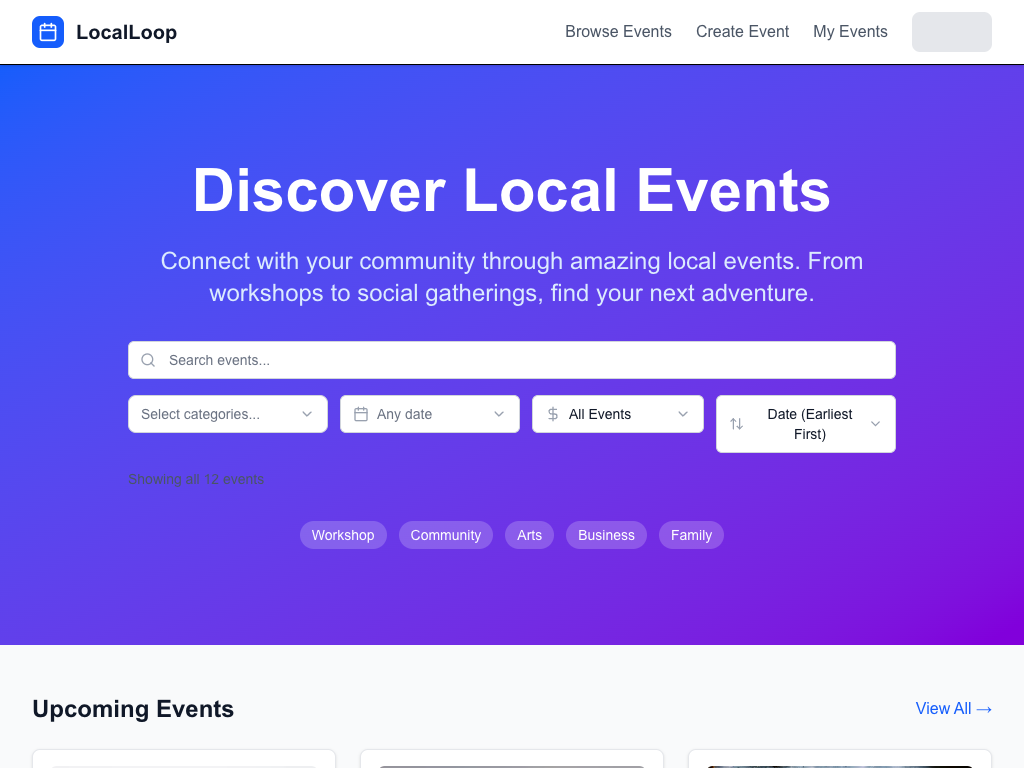 LocalLoop
Browse Events
Create Event
My Events
Discover Local Events
Connect with your community through amazing local events. From
workshops to social gatherings, find your next adventure.
Search events...
Select categories...
Any date
All Events
Date (Earliest
First)
Showing all 12 events
Workshop
Community
Arts
Business
Family
Upcoming Events
View All →